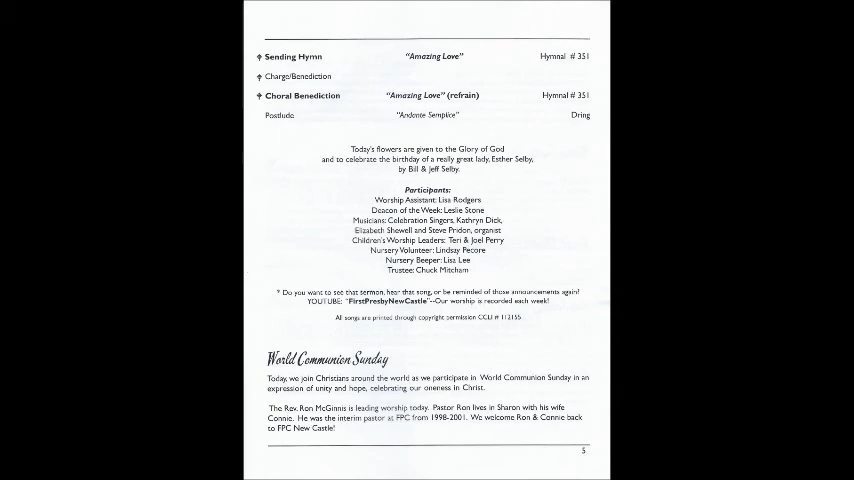 Sending Hymn "Amazing Love" Hymnal # 351
Charge/Benediction
Choral Benediction "Amazing Love" (refrain) Hymnal # 351
Postlude "Andante Semplice" Dring
Today's flowers are given to the Glory of God
and to celebrate the birthday of a really great lady, Esther Selby,
by Bill & Jeff Selby.
Participants:
Worship Assistant: Lisa Rodgers
Deacon of the Week: Leslie Stone
Musicians: Celebration Singers, Kathryn Dick,
Elizabeth Shewell and Steve Pridon, organist
Children's Worship Leaders: Teri & Joel Perry
Nursery Volunteer: Lindsay Pecore
Nursery Beeper: Lisa Lee
Trustee: Chuck Mitcham
* Do you want to see that sermon, hear that song, or be reminded of those announcements again?
YOUTUBE: "FirstPresbyNewCastle"--Our worship is recorded each week!
All songs are printed through copyright permission CCLI # 112155
World Communion Sunday
Today, we join Christians around the world as we participate in World Communion Sunday in an
expression of unity and hope, celebrating our oneness in Christ.
The Rev. Ron McGinnis is leading worship today. Pastor Ron lives in Sharon with his wife
Connie. He was the interim pastor at FPC from 1998-2001. We welcome Ron & Connie back
to FPC New Castle!
5